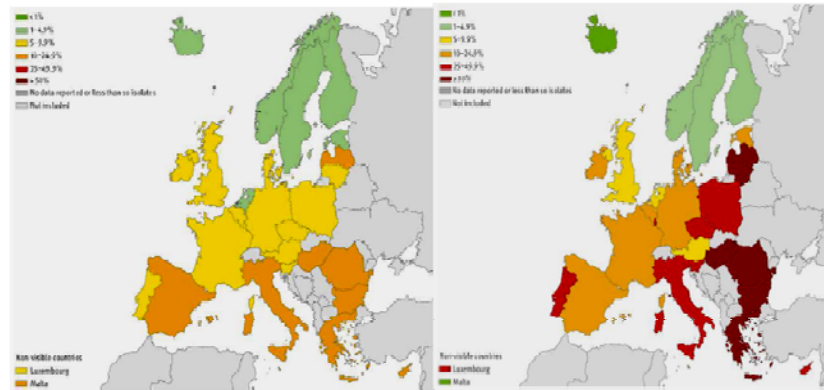 < 1%
1-4.9%
5-9.9%
10-24.9%
25-49.9%
> 50%
No data reported or less than 10 isolates
Not included
Non visible countries
Luxembourg
Malta
< 1%
1-4.9%
5-9.9%
10-24.9%
25-49.9%
No data reported or less than 10 isolates
Not included
Non visible countries
Luxembourg
Malta